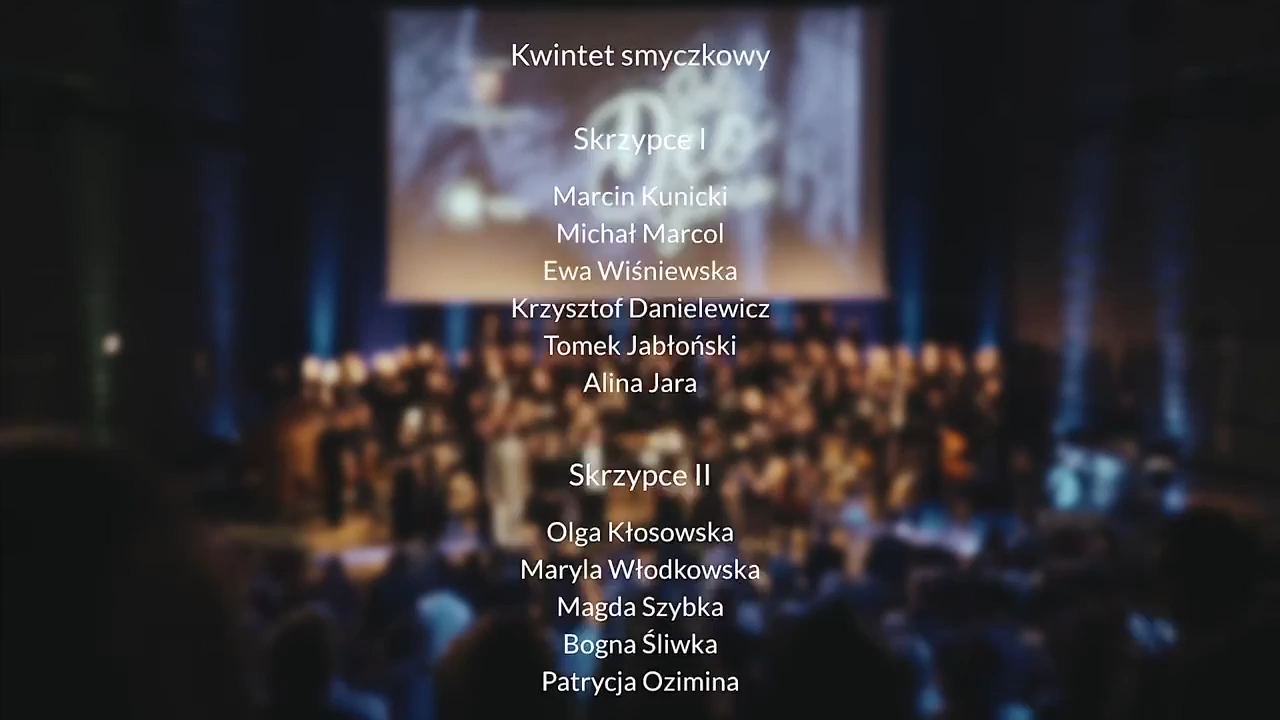 Kwintet smyczkowy
Skrzypce I
Marcin Kunicki
Michał Marcol
Ewa Wiśniewska
Krzysztof Danielewicz
Tomek Jabłoński
Alina Jara
Skrzypce II
Olga Kłosowska
Maryla Włodkowska
Magda Szybka
Bogna Śliwka
Patrycja Ozimina